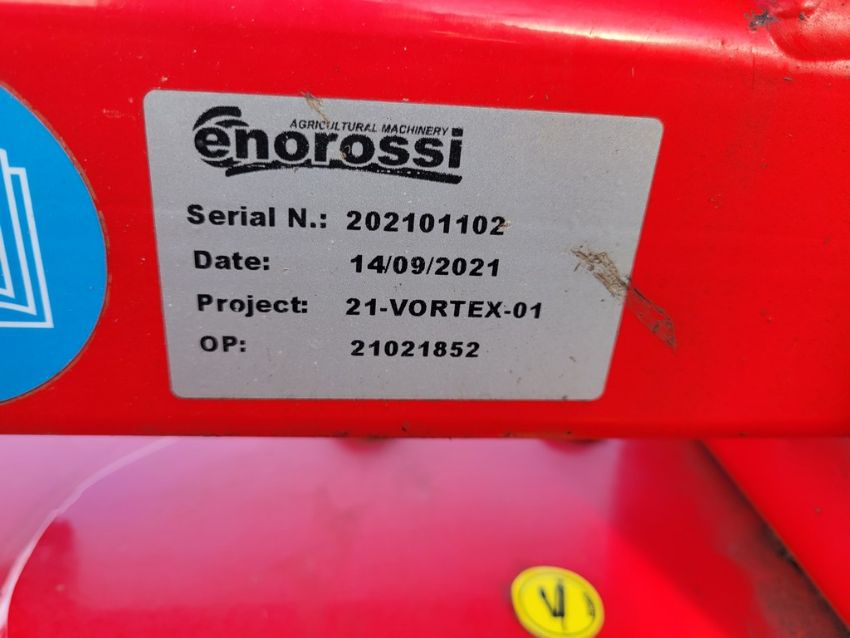 AGRICULTURAL MACHINERY
enorossi
Serial N.: 202101102
Date: 14/09/2021
Project: 21-VORTEX-01
OP: 21021852